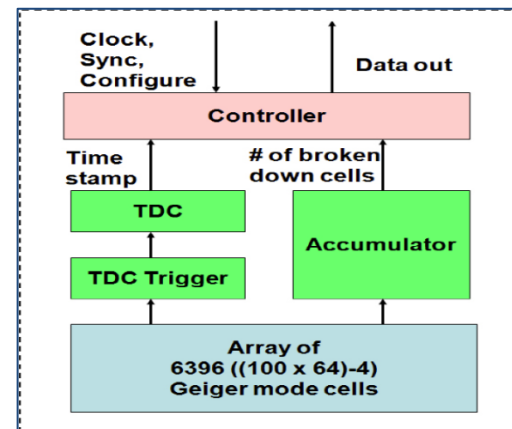 Clock,
Sync,
Configure
Data out
Controller
Time
stamp
# of broken
down cells
TDC
TDC Trigger
Accumulator
Array of
6396 ((100 x 64)-4)
Geiger mode cells